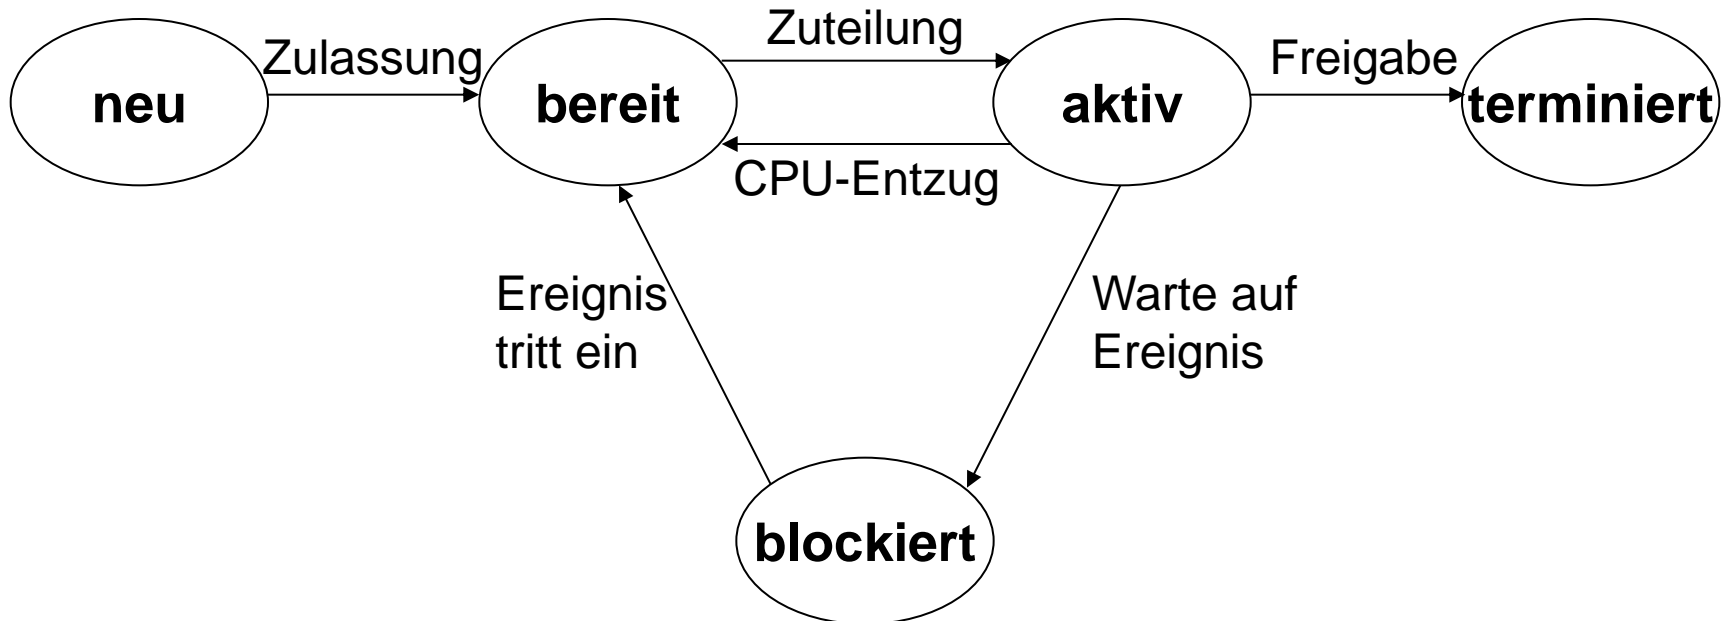 Zuteilung
Zulassung
Freigabe
neu
bereit
aktiv
terminiert
CPU-Entzug
Ereignis
tritt ein
Warte auf
Ereignis
blockiert